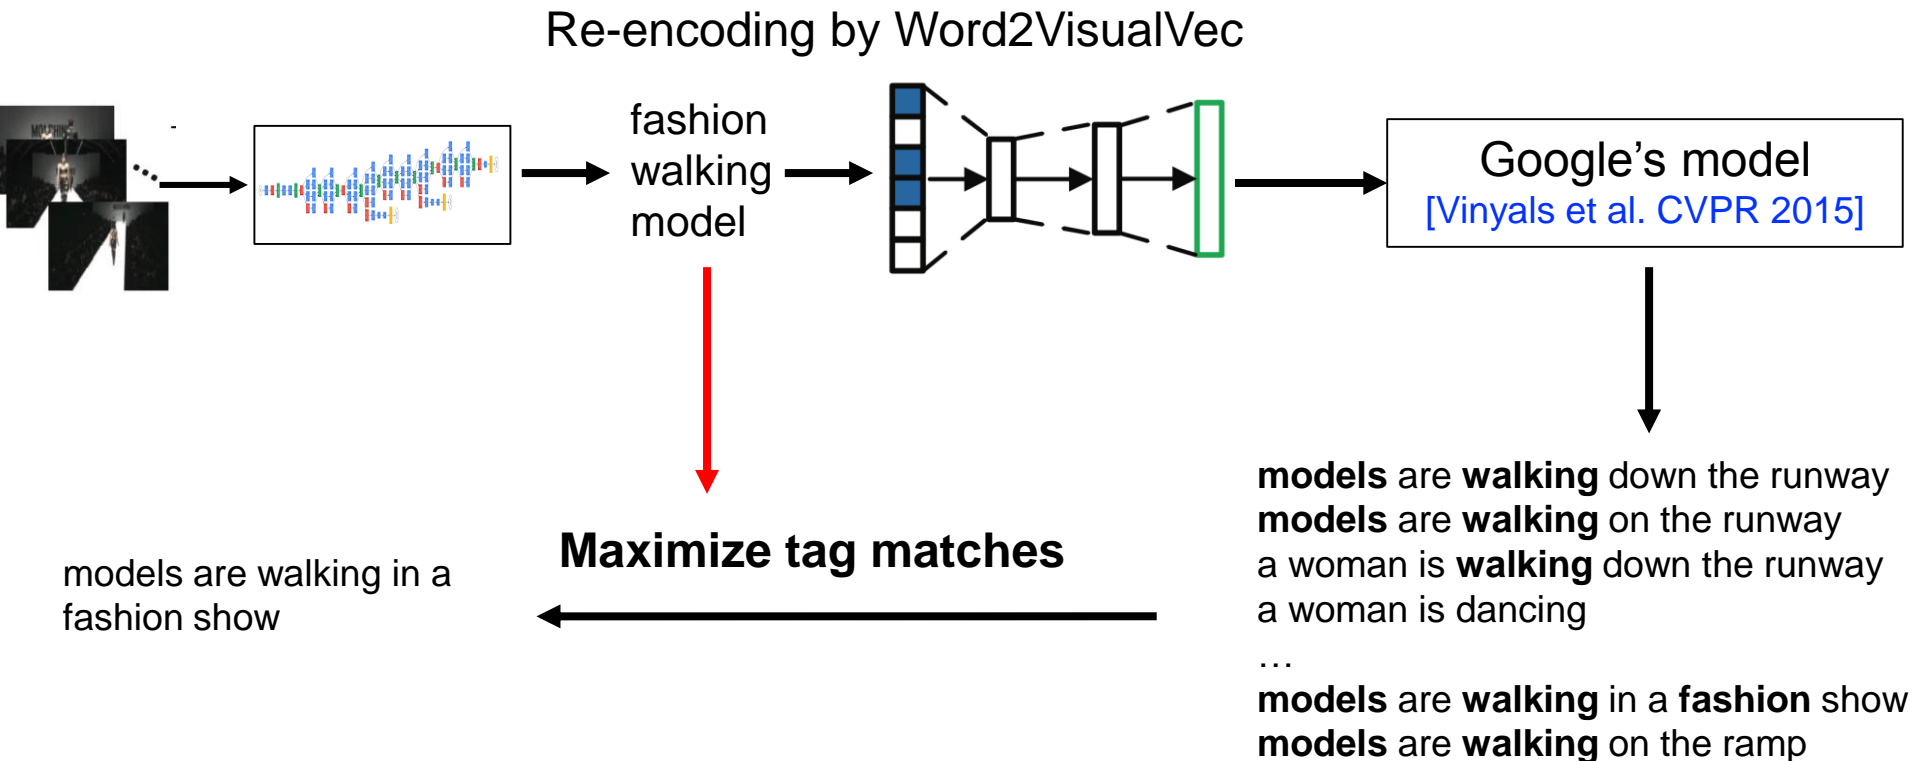 Re-encoding by Word2VisualVec
fashion
walking
model
Google's model
[Vinyals et al. CVPR 2015]
models are walking down the runway
models are walking on the runway
a woman is walking down the runway
a woman is dancing
…
models are walking in a fashion show
models are walking on the ramp
Maximize tag matches
models are walking in a
fashion show